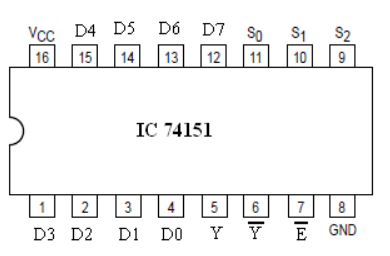 VCC D4 D5 D6 D7 S0 S1 S2
16 15 14 13 12 11 10 9
IC 74151
1 2 3 4 5 6 7 8
D3 D2 D1 D0 Y Y̅ E̅ GND